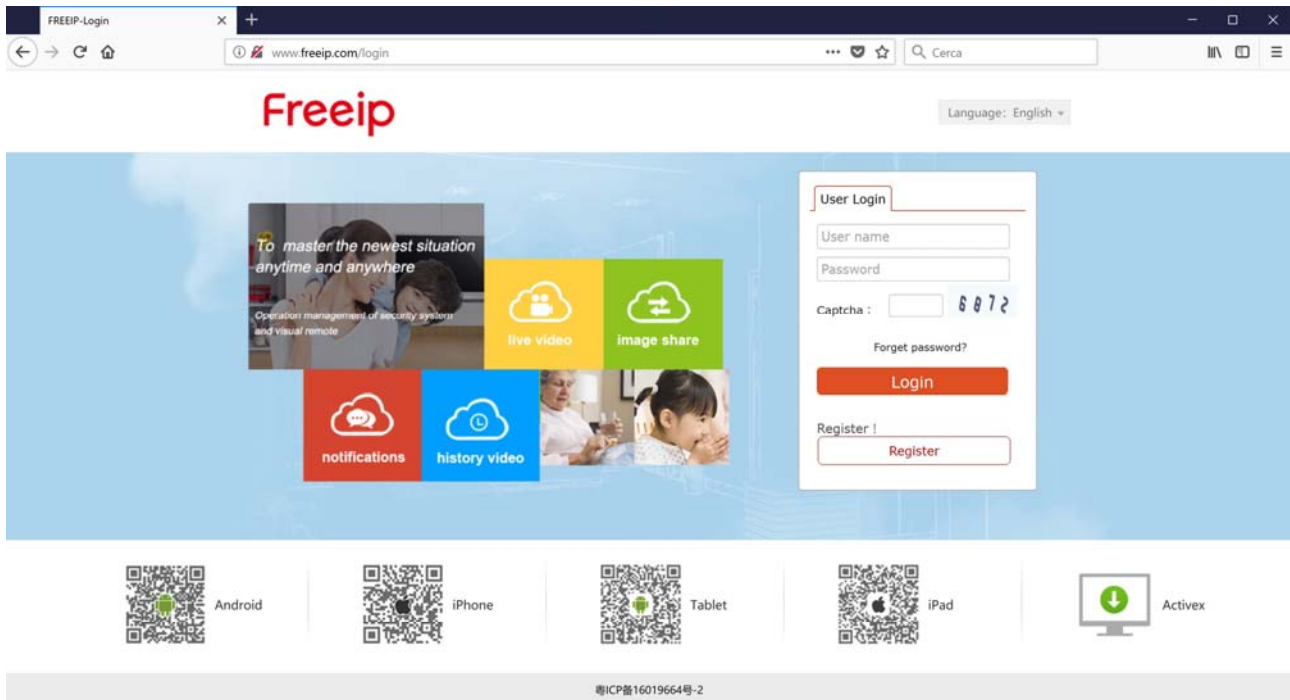 FREEIP-Login
www.freeip.com/login
Cerca
Freeip
Language: English
To master the newest situation
anytime and anywhere
Operation management of security system
and visual remote
live video
image share
notifications
history video
User Login
User name
Password
Captcha :
6872
Forget password?
Login
Register !
Register
Android
iPhone
Tablet
iPad
Activex
粤ICP备16019664号-2